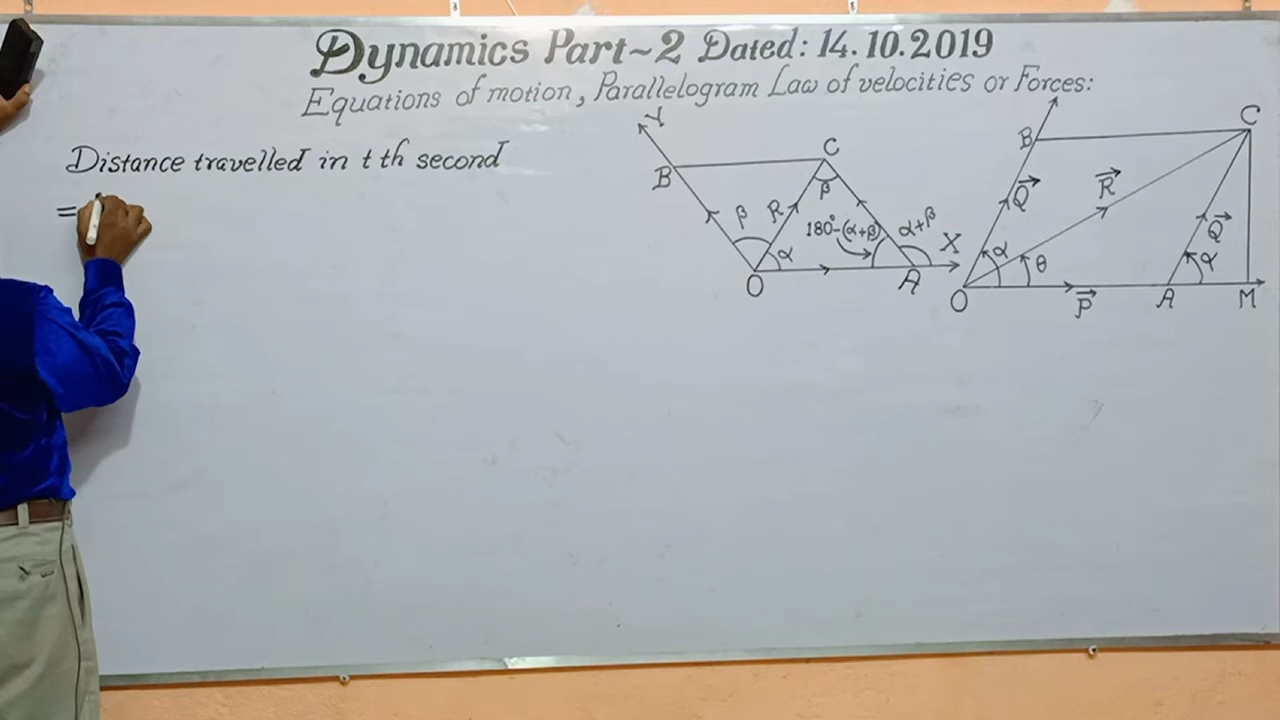 Dynamics Part~2 Dated: 14.10.2019
Equations of motion, Parallelogram Law of velocities or Forces:
Distance travelled in t th second
=
Y
B
C
β
β
R
α
180°-(α+β)
α+β
X
O
A
B
C
Q
R
Q
α
θ
α
O
P
A
M